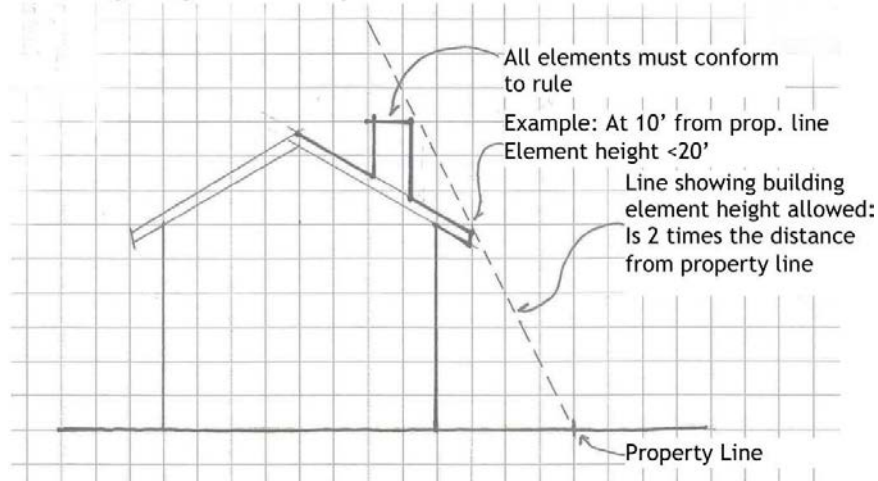 All elements must conform
to rule
Example: At 10' from prop. line
Element height <20'
Line showing building
element height allowed:
Is 2 times the distance
from property line
Property Line